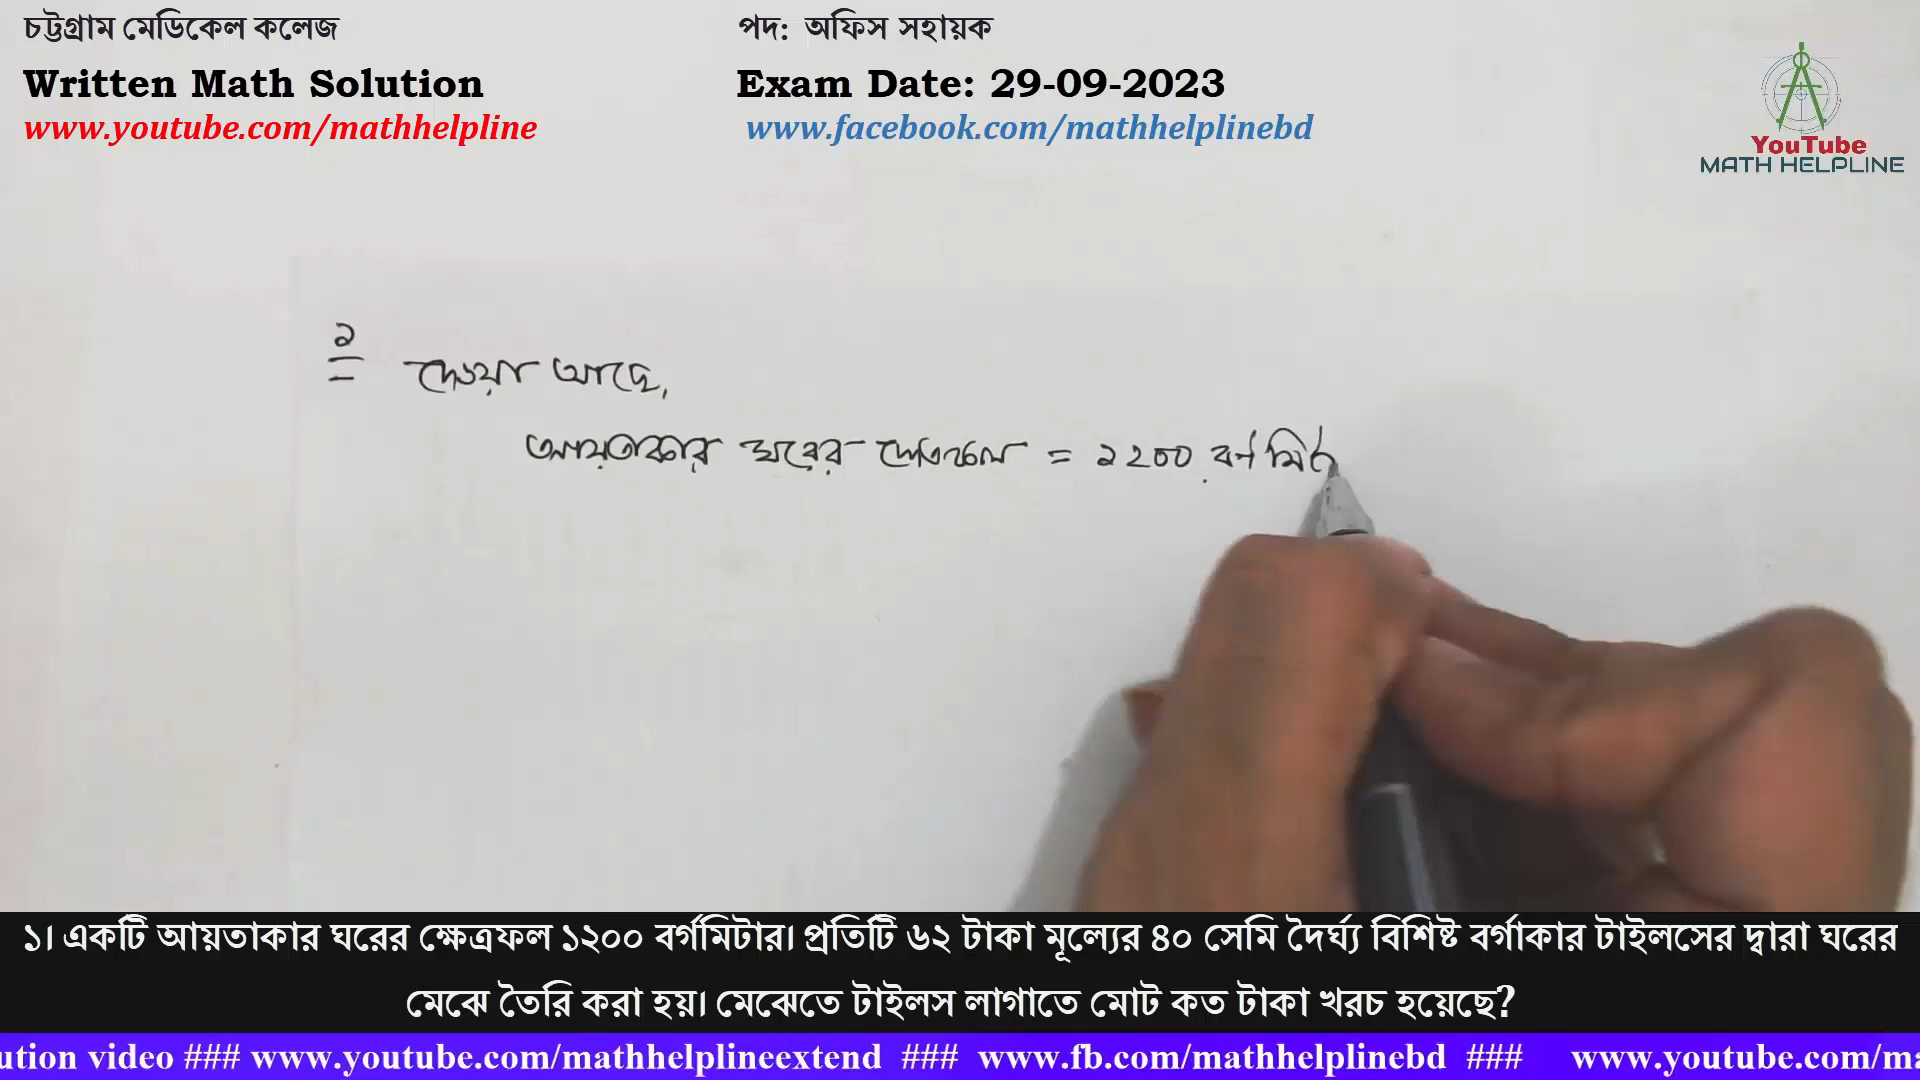 চট্টগ্রাম মেডিকেল কলেজ
পদ: অফিস সহায়ক
Written Math Solution
Exam Date: 29-09-2023
www.youtube.com/mathhelpline
www.facebook.com/mathhelplinebd
YouTube
MATH HELPLINE
১
দেওয়া আছে,
আয়তাকার ঘরের ক্ষেত্রফল = ১২০০ বর্গ মিট
১। একটি আয়তাকার ঘরের ক্ষেত্রফল ১২০০ বর্গমিটার। প্রতিটি ৬২ টাকা মূল্যের ৪০ সেমি দৈর্ঘ্য বিশিষ্ট বর্গাকার টাইলসের দ্বারা ঘরের
মেঝে তৈরি করা হয়। মেঝেতে টাইলস লাগাতে মোট কত টাকা খরচ হয়েছে?
ution video ### www.youtube.com/mathhelplineextend ### www.fb.com/mathhelplinebd ### www.youtube.com/ma